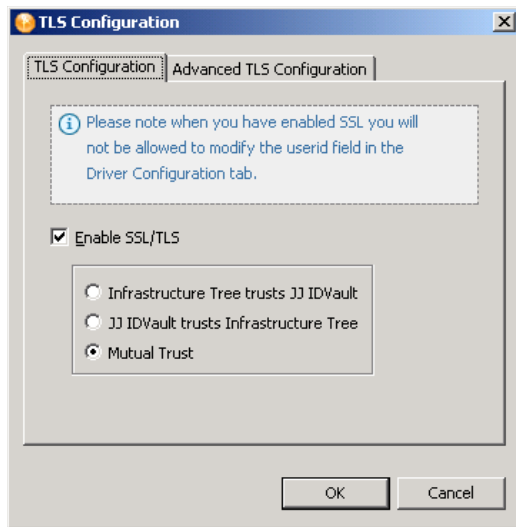 TLS Configuration
TLS Configuration
Advanced TLS Configuration
Please note when you have enabled SSL you will
not be allowed to modify the userid field in the
Driver Configuration tab.
Enable SSL/TLS
Infrastructure Tree trusts JJ IDVault
JJ IDVault trusts Infrastructure Tree
Mutual Trust
OK
Cancel